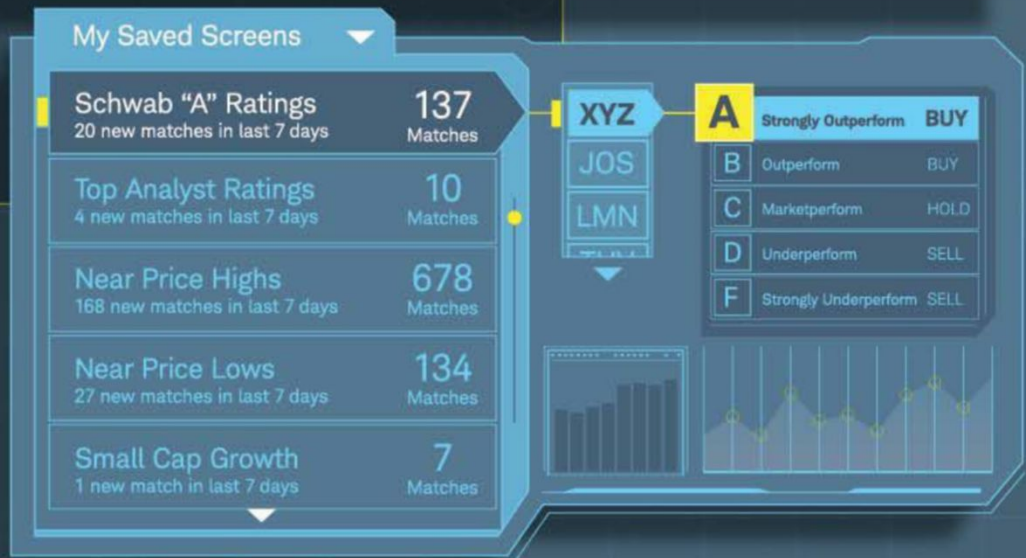 My Saved Screens
Schwab “A” Ratings
20 new matches in last 7 days
137
Matches
Top Analyst Ratings
4 new matches in last 7 days
10
Matches
Near Price Highs
168 new matches in last 7 days
678
Matches
Near Price Lows
27 new matches in last 7 days
134
Matches
Small Cap Growth
1 new match in last 7 days
7
Matches
XYZ
JOS
LMN
A Strongly Outperform BUY
B Outperform BUY
C Marketperform HOLD
D Underperform SELL
F Strongly Underperform SELL